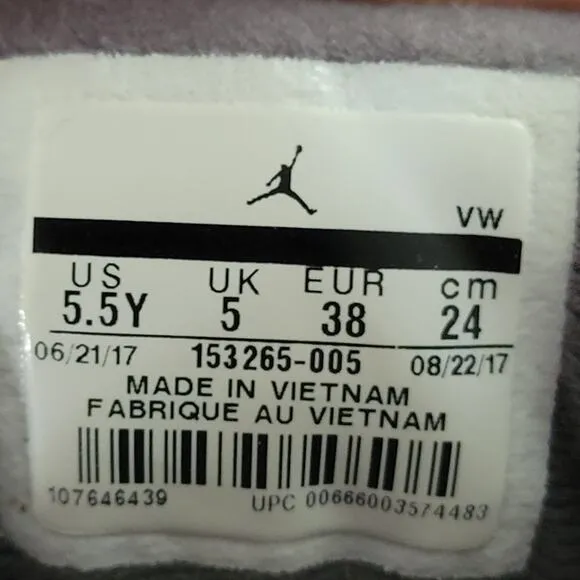 VW
US UK EUR cm
5.5Y 5 38 24
06/21/17 153265-005 08/22/17
MADE IN VIETNAM
FABRIQUE AU VIETNAM
107646439 UPC 00666003574483